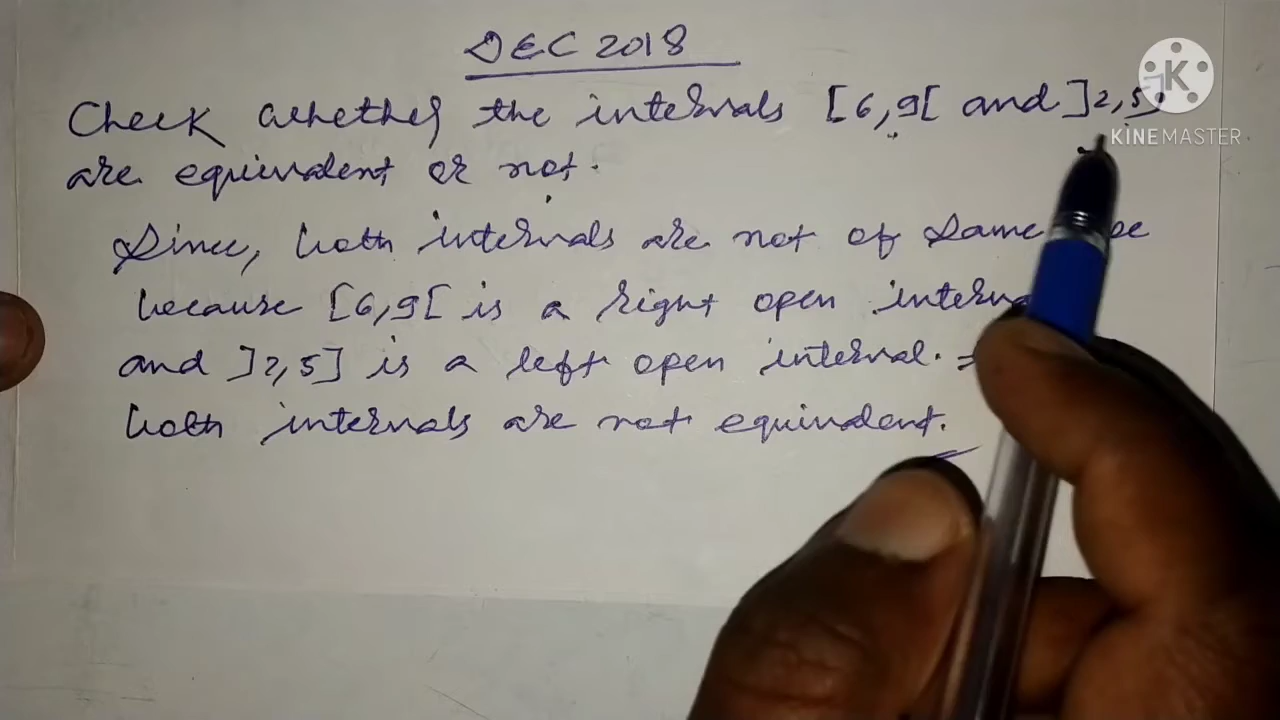 DEC 2018
Check whether the intervals [6,9[ and ]2,5]
are equivalent or not.
Since, both intervals are not of same
because [6,9[ is a right open
and ]2,5] is a left open interval.
both intervals are not equivalent.
K
KINEMASTER